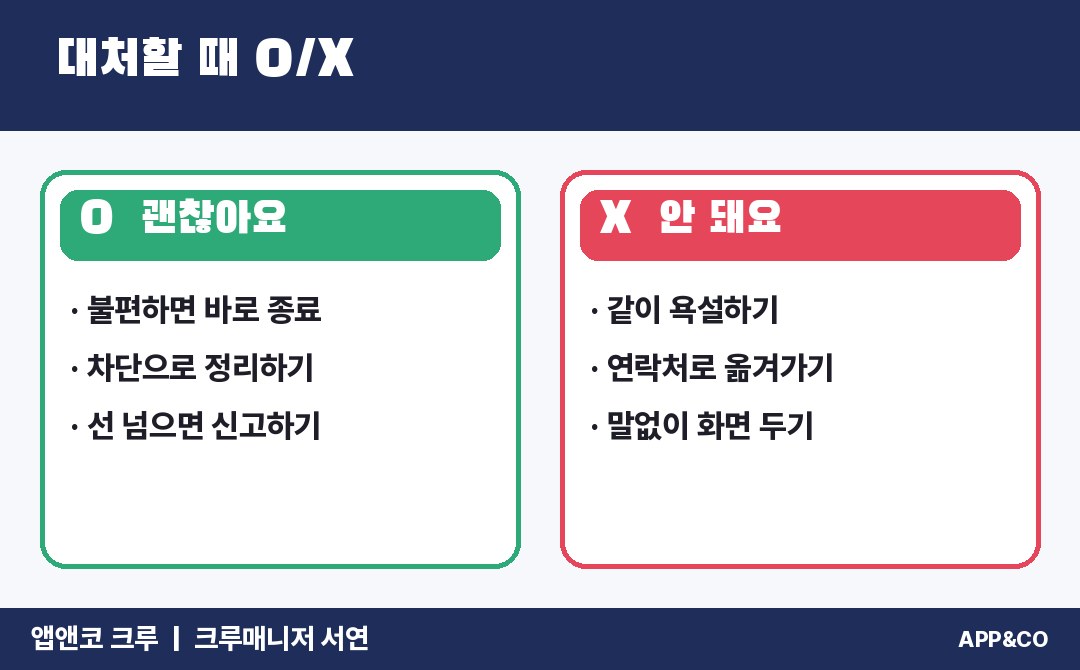 대처할 때 O/X
O 괜찮아요
· 불편하면 바로 종료
· 차단으로 정리하기
· 선 넘으면 신고하기
X 안 돼요
· 같이 욕설하기
· 연락처로 옮겨가기
· 말없이 화면 두기
앱앤코 크루 | 크루매니저 서연
APP&CO